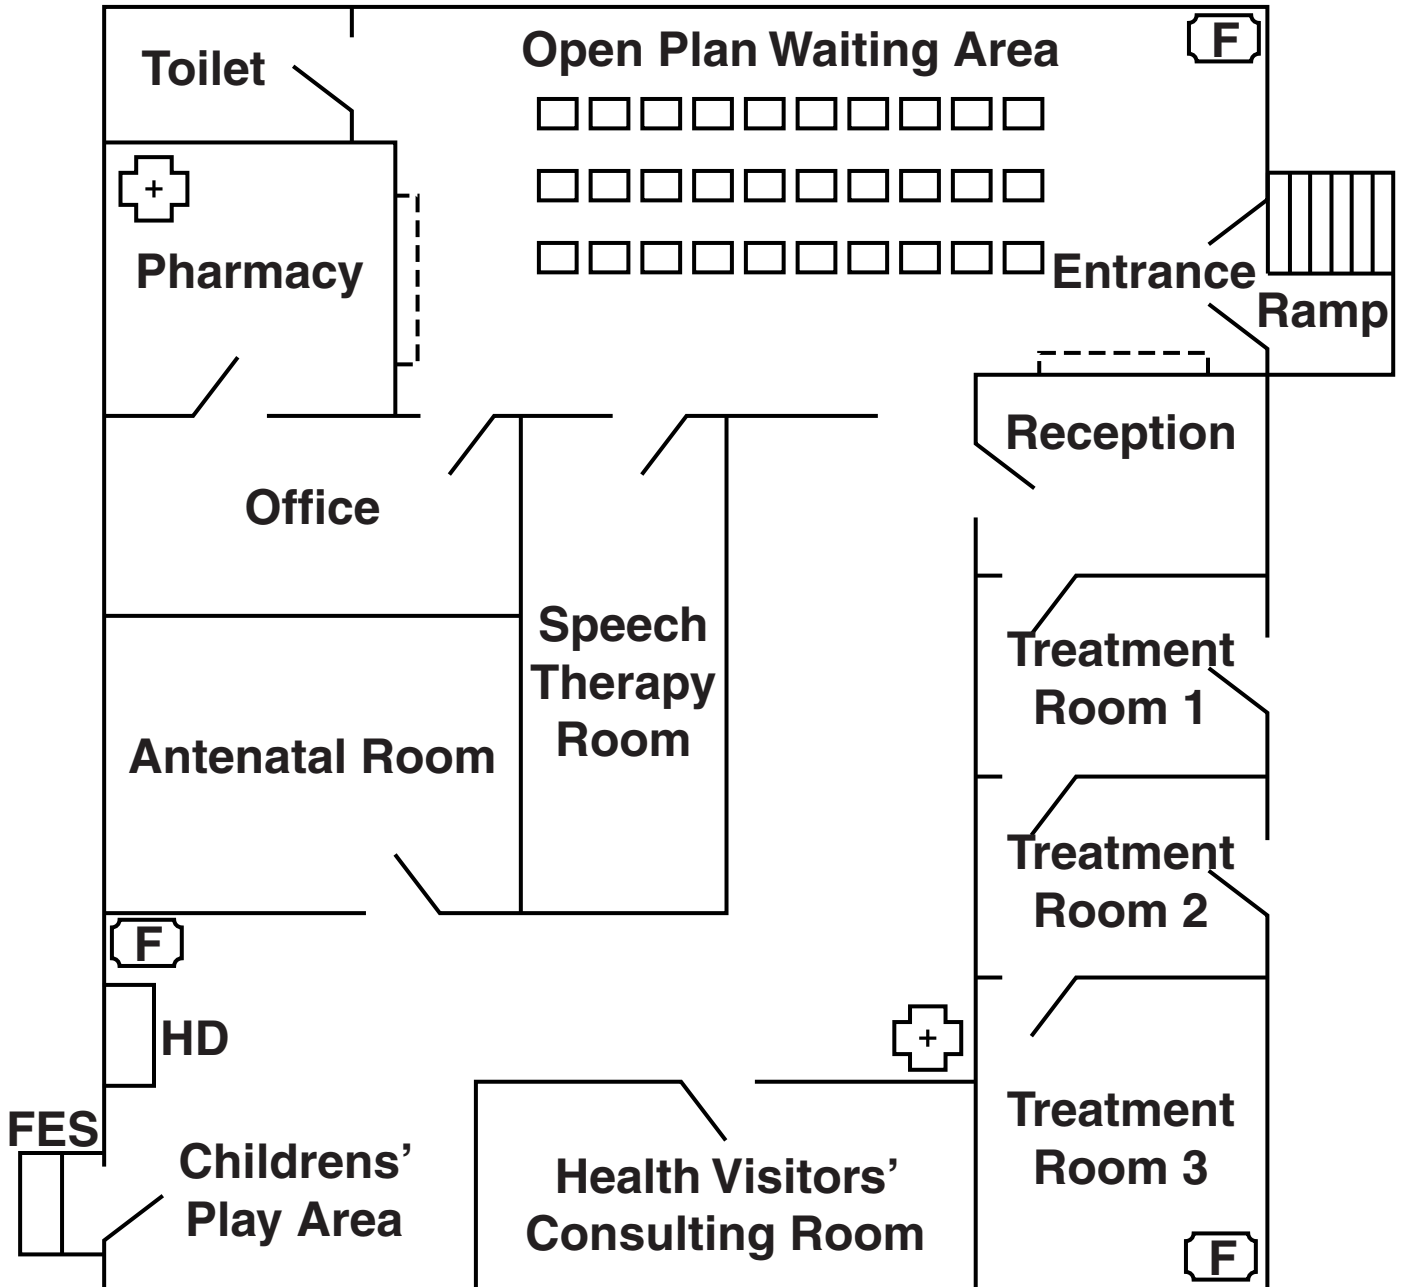 Toilet
Open Plan Waiting Area
F
+
Pharmacy
Entrance
Ramp
Reception
Office
Speech
Therapy
Room
Treatment
Room 1
Antenatal Room
Treatment
Room 2
F
HD
+
FES
Childrens’
Play Area
Health Visitors’
Consulting Room
Treatment
Room 3
F